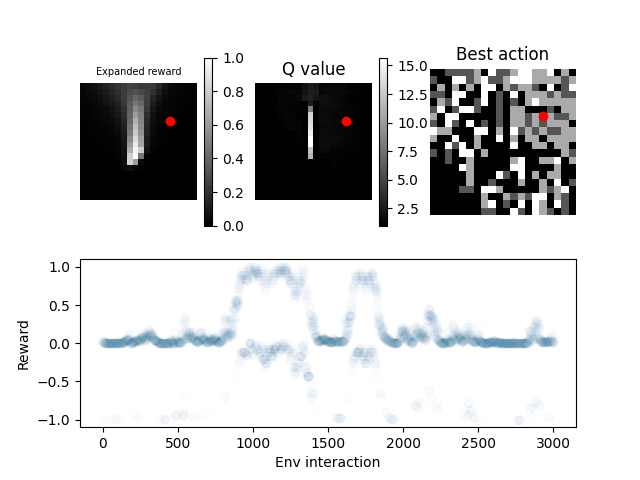 Expanded reward
1.0
0.8
0.6
0.4
0.2
0.0
Q value
15.0
12.5
10.0
7.5
5.0
2.5
Best action
Reward
1.0
0.5
0.0
−0.5
−1.0
0 500 1000 1500 2000 2500 3000
Env interaction